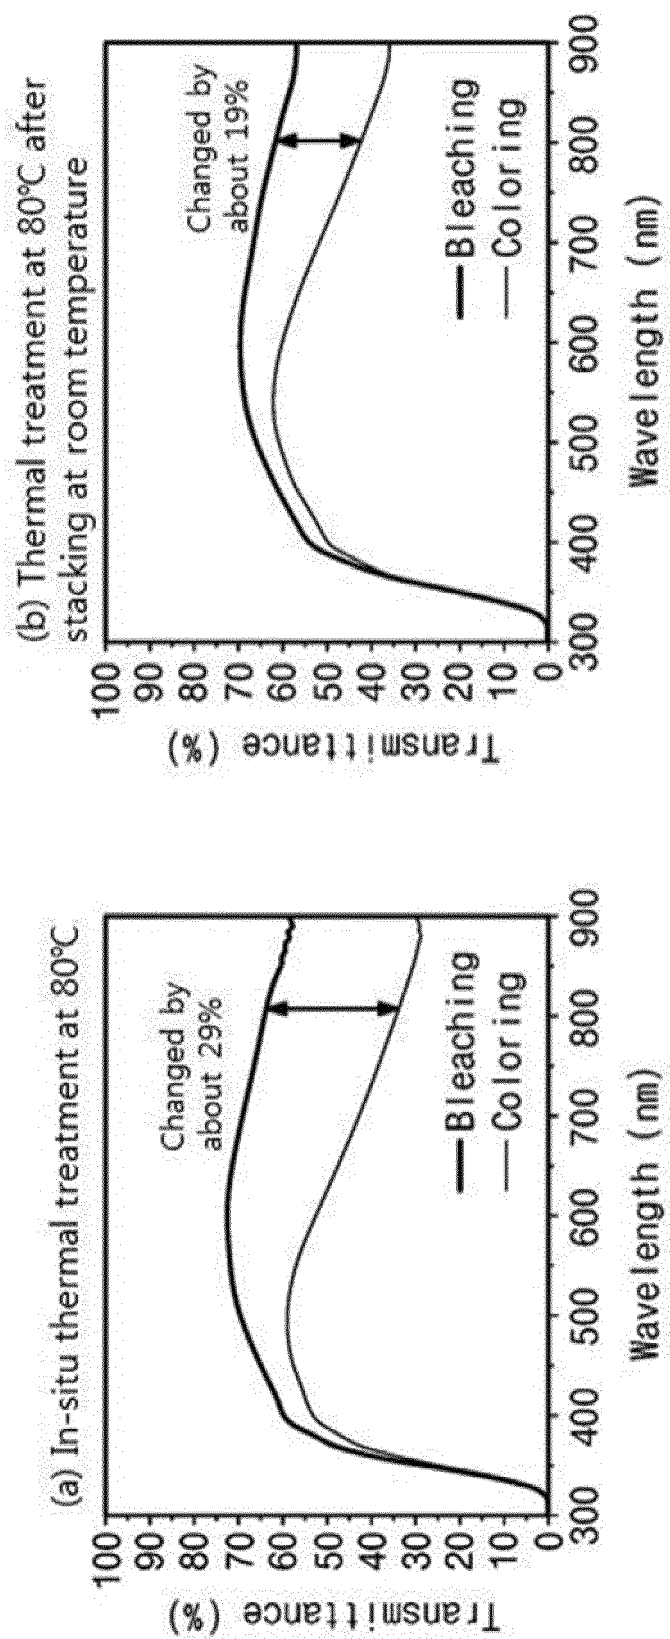 (a) In-situ thermal treatment at 80℃
Transmittance (%)
100
90
80
70
60
50
40
30
20
10
0
Changed by
about 29%
Bleaching
Coloring
300 400 500 600 700 800 900
Wavelength (nm)
(b) Thermal treatment at 80℃ after
stacking at room temperature
Transmittance (%)
100
90
80
70
60
50
40
30
20
10
0
Changed by
about 19%
Bleaching
Coloring
300 400 500 600 700 800 900
Wavelength (nm)